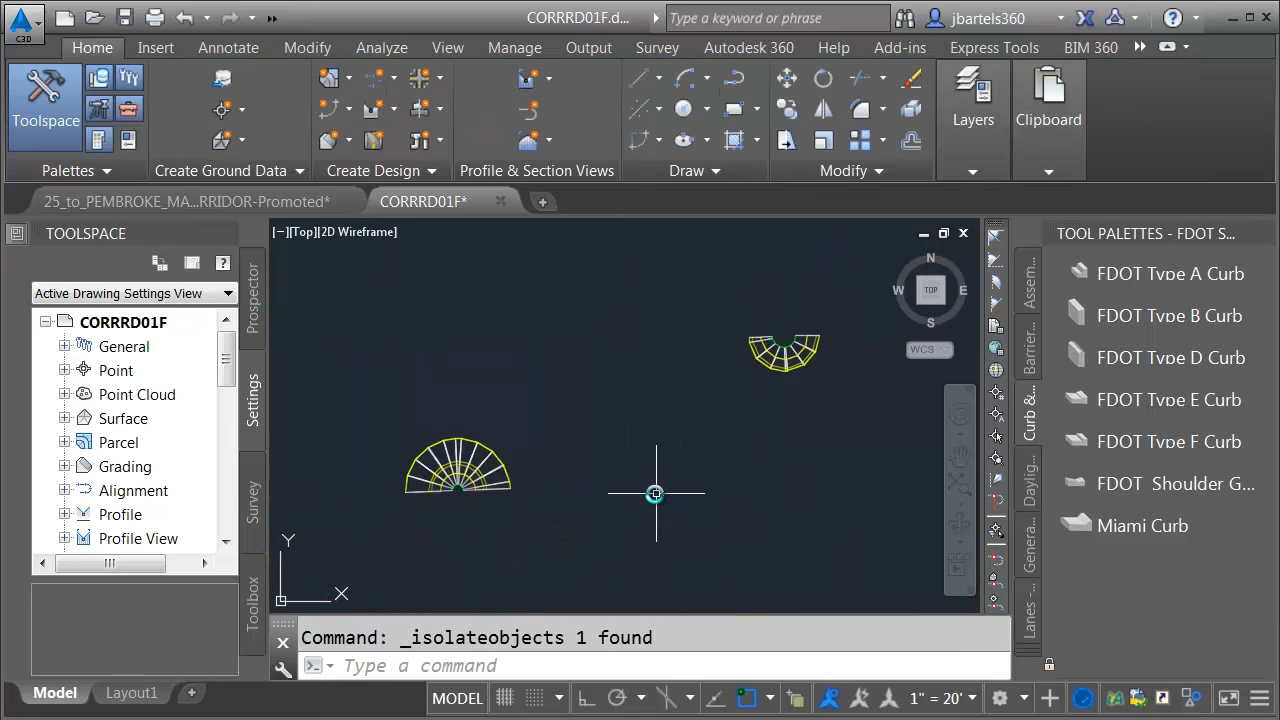 C3D
CORRRD01F.d...
Type a keyword or phrase
jbartels360
Home Insert Annotate Modify Analyze View Manage Output Survey Autodesk 360 Help Add-ins Express Tools BIM 360
Toolspace
Layers
Clipboard
Palettes
Create Ground Data
Create Design
Profile & Section Views
Draw
Modify
25_to_PEMBROKE_MA...RRIDOR-Promoted*
CORRRD01F*
TOOLSPACE
Active Drawing Settings View
CORRRD01F
General
Point
Point Cloud
Surface
Parcel
Grading
Alignment
Profile
Profile View
Prospector
Settings
Survey
Toolbox
[−][Top][2D Wireframe]
N
W
TOP
E
S
WCS
Y
X
Command: _isolateobjects 1 found
Type a command
Assem...
Barrier...
Curb &...
Daylig...
Genera...
Lanes -...
TOOL PALETTES - FDOT S...
FDOT Type A Curb
FDOT Type B Curb
FDOT Type D Curb
FDOT Type E Curb
FDOT Type F Curb
FDOT Shoulder G...
Miami Curb
Model
Layout1
MODEL
1" = 20'